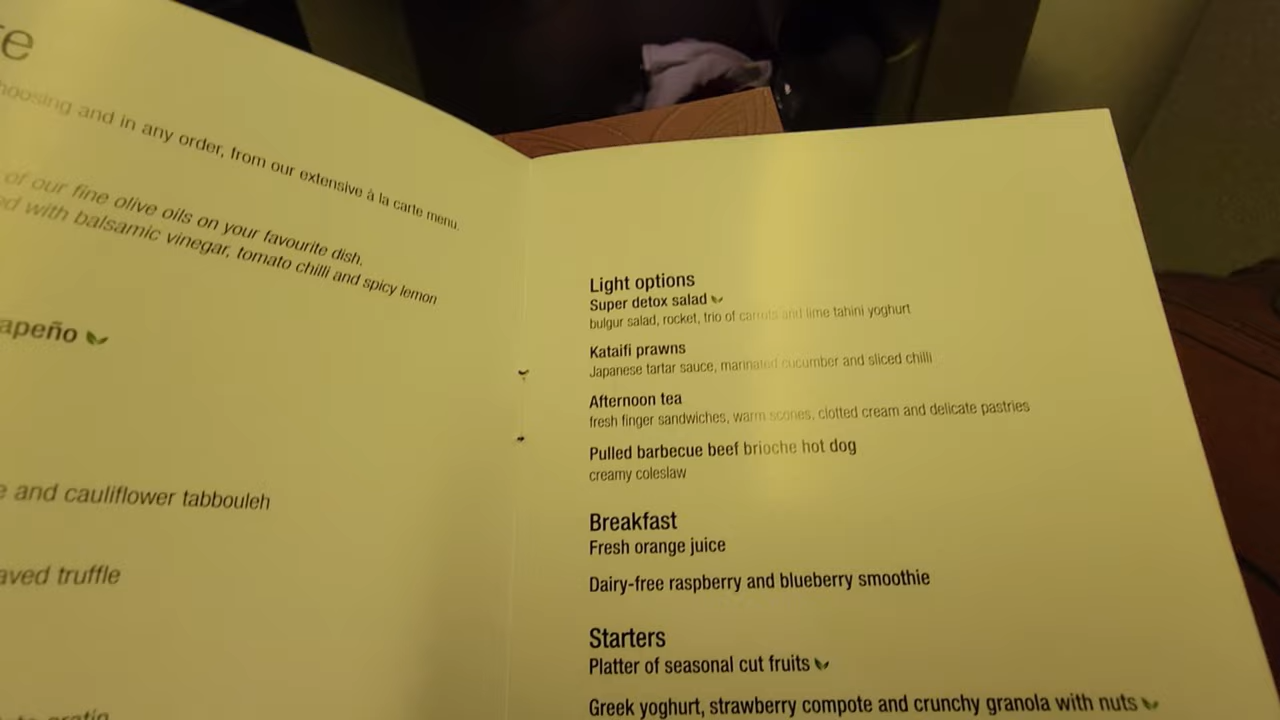 choosing and in any order, from our extensive à la carte menu.
of our fine olive oils on your favourite dish.
with balsamic vinegar, tomato chilli and spicy lemon
and cauliflower tabbouleh
truffle
gratin
Light options
Super detox salad
bulgur salad, rocket, trio of carrots and lime tahini yoghurt
Kataifi prawns
Japanese tartar sauce, marinated cucumber and sliced chilli
Afternoon tea
fresh finger sandwiches, warm scones, clotted cream and delicate pastries
Pulled barbecue beef brioche hot dog
creamy coleslaw
Breakfast
Fresh orange juice
Dairy-free raspberry and blueberry smoothie
Starters
Platter of seasonal cut fruits
Greek yoghurt, strawberry compote and crunchy granola with nuts